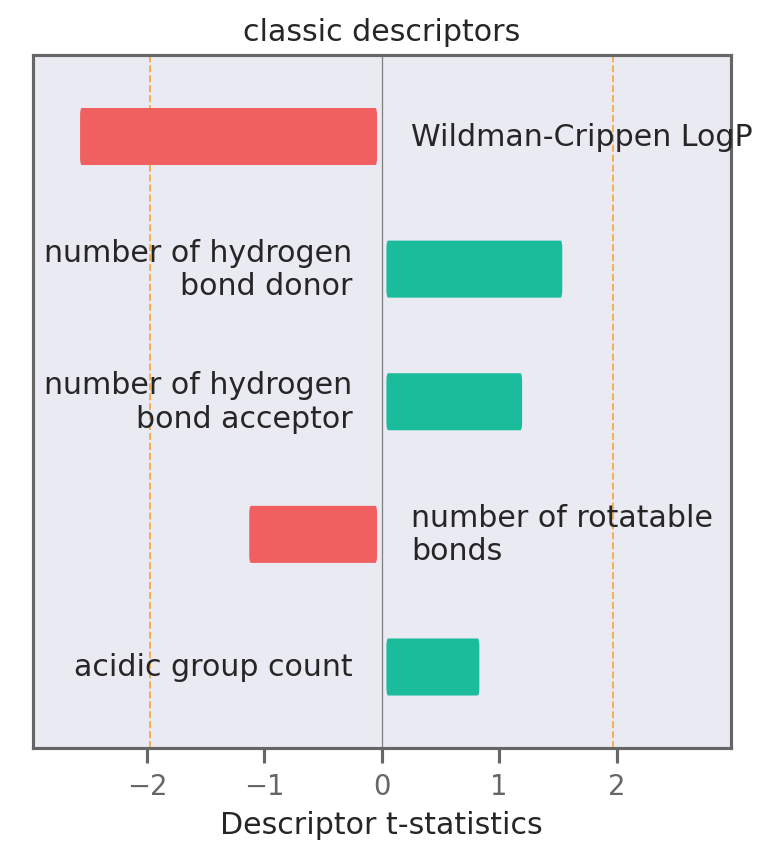 classic descriptors
Wildman-Crippen LogP
number of hydrogen
bond donor
number of hydrogen
bond acceptor
number of rotatable
bonds
acidic group count
−2 −1 0 1 2
Descriptor t-statistics